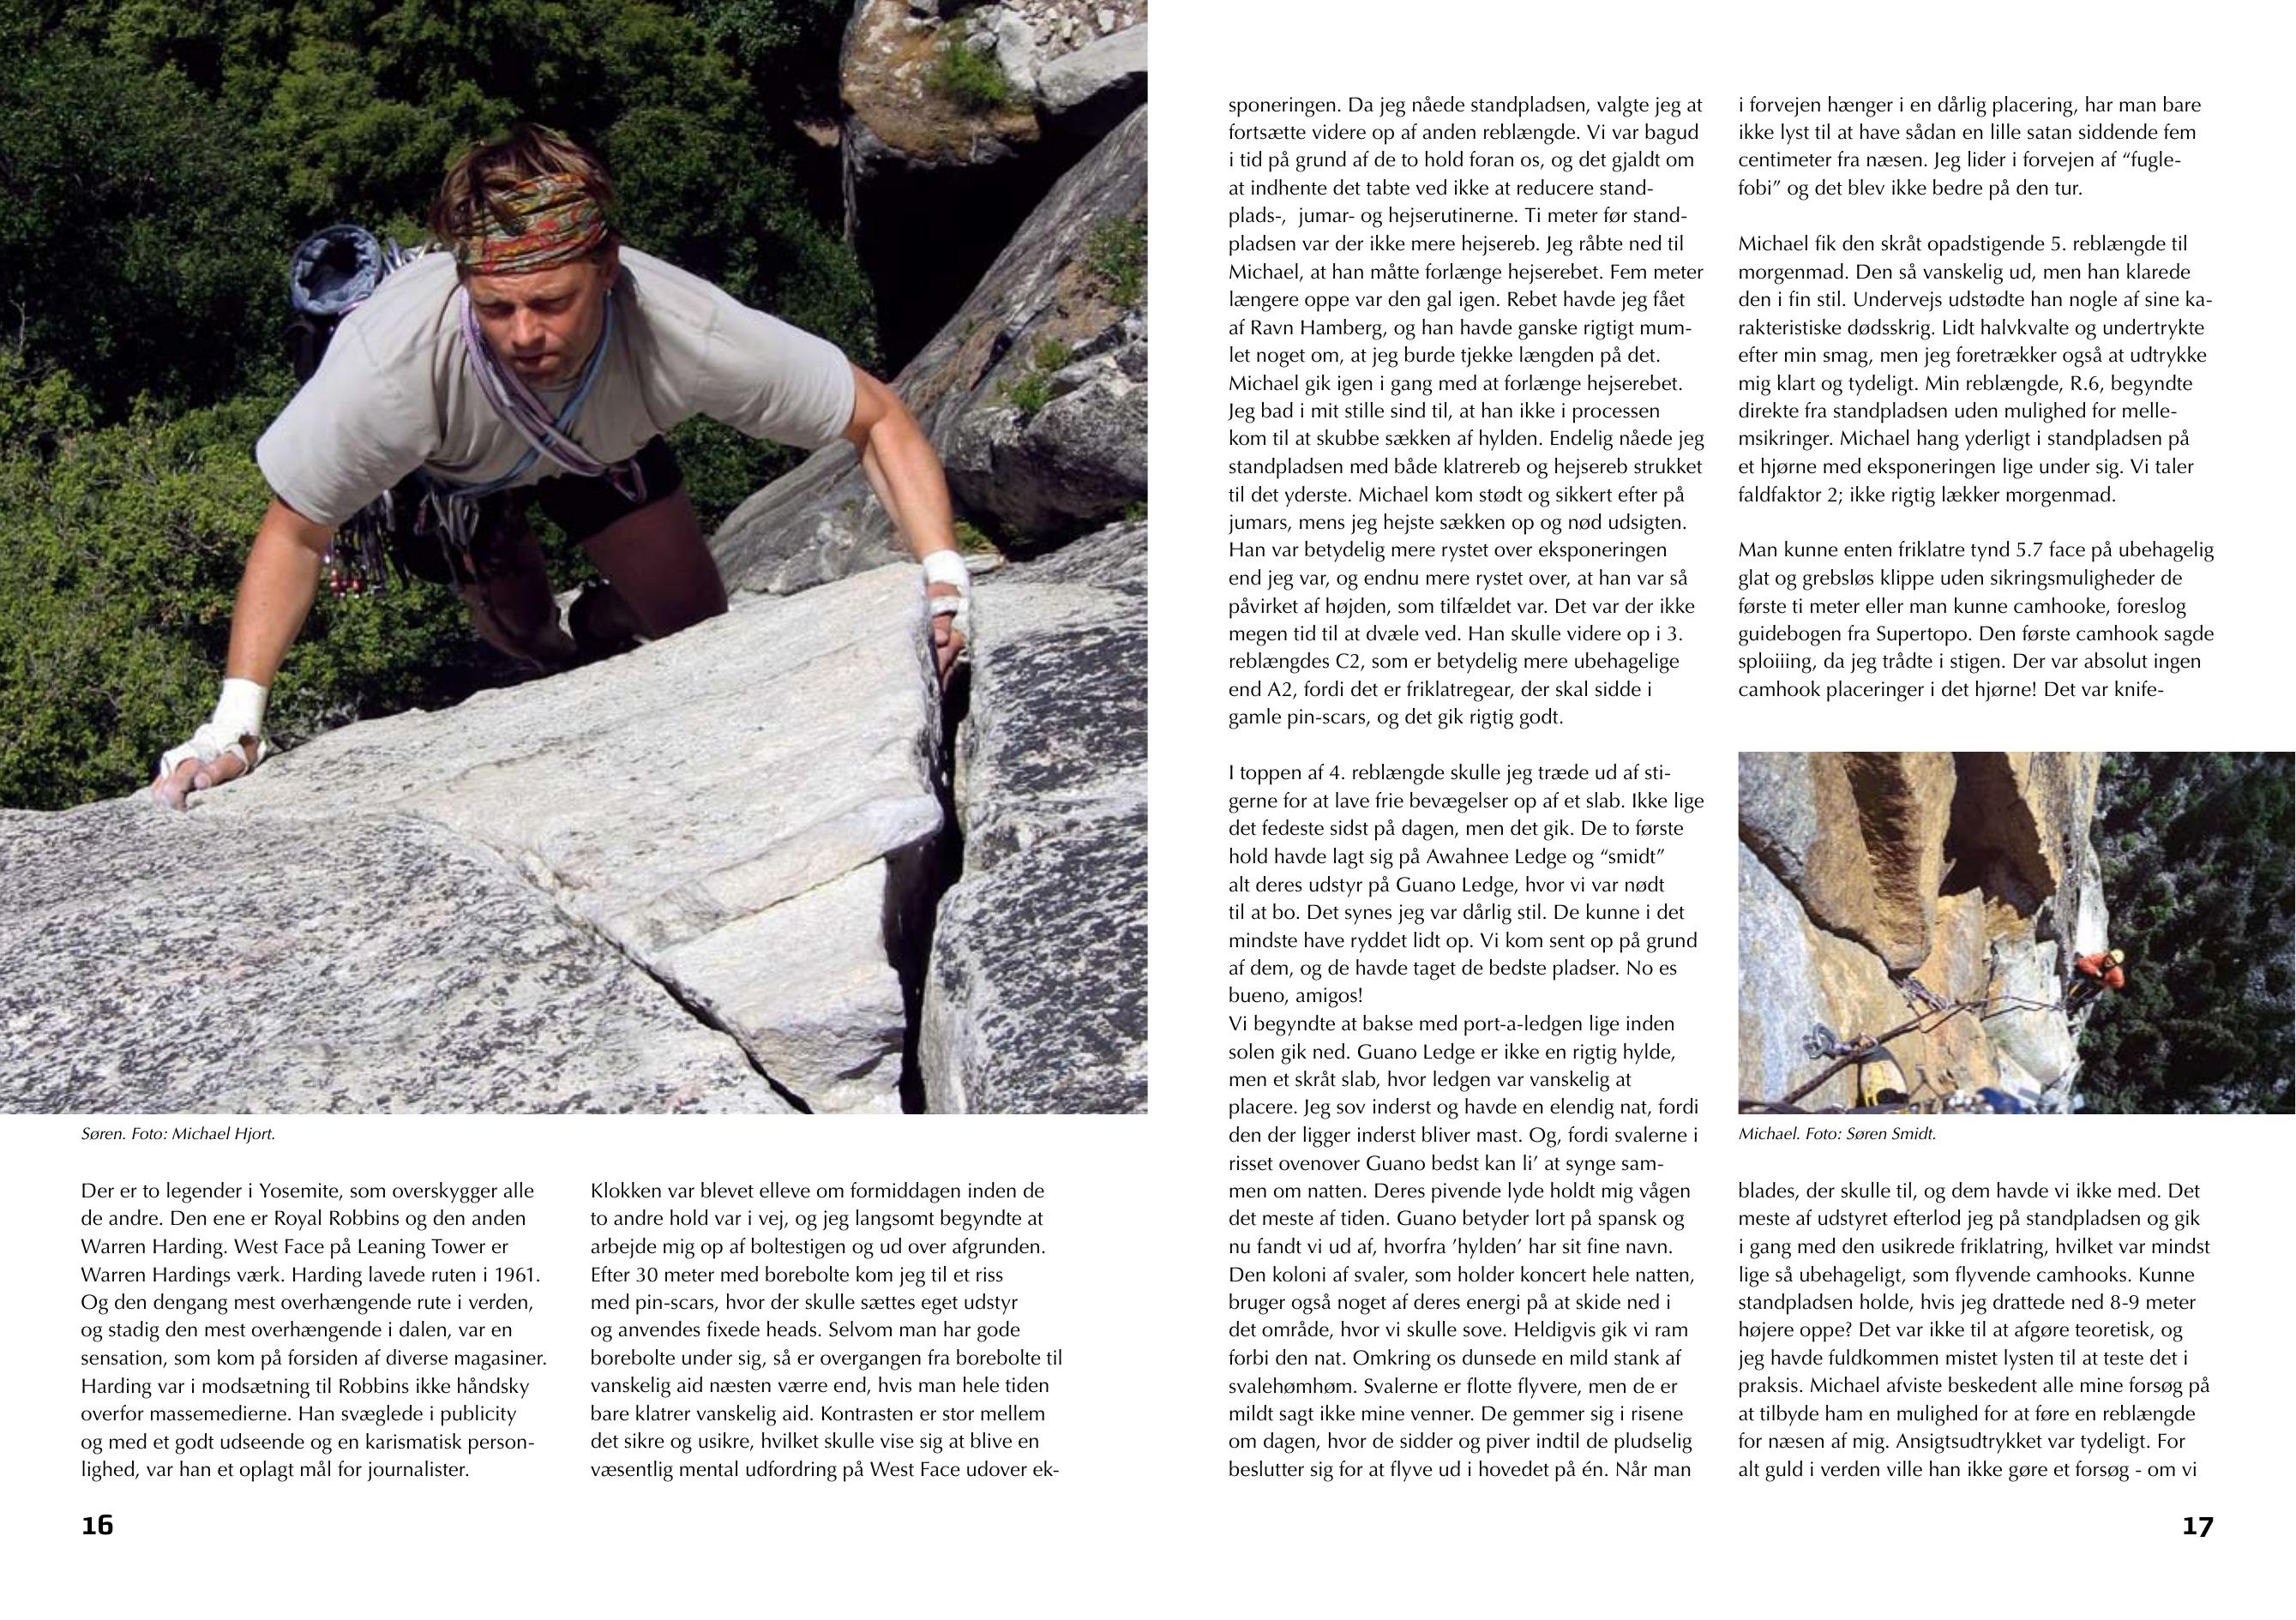 Søren. Foto: Michael Hjort.
Der er to legender i Yosemite, som overskygger alle
de andre. Den ene er Royal Robbins og den anden
Warren Harding. West Face på Leaning Tower er
Warren Hardings værk. Harding lavede ruten i 1961.
Og den dengang mest overhængende rute i verden,
og stadig den mest overhængende i dalen, var en
sensation, som kom på forsiden af diverse magasiner.
Harding var i modsætning til Robbins ikke håndsky
overfor massemedierne. Han svæglede i publicity
og med et godt udseende og en karismatisk person-
lighed, var han et oplagt mål for journalister.
Klokken var blevet elleve om formiddagen inden de
to andre hold var i vej, og jeg langsomt begyndte at
arbejde mig op af boltestigen og ud over afgrunden.
Efter 30 meter med borebolte kom jeg til et riss
med pin-scars, hvor der skulle sættes eget udstyr
og anvendes fixede heads. Selvom man har gode
borebolte under sig, så er overgangen fra borebolte til
vanskelig aid næsten værre end, hvis man hele tiden
bare klatrer vanskelig aid. Kontrasten er stor mellem
det sikre og usikre, hvilket skulle vise sig at blive en
væsentlig mental udfordring på West Face udover ek-
16
sponeringen. Da jeg nåede standpladsen, valgte jeg at
fortsætte videre op af anden reblængde. Vi var bagud
i tid på grund af de to hold foran os, og det gjaldt om
at indhente det tabte ved ikke at reducere stand-
plads-,  jumar- og hejserutinerne. Ti meter før stand-
pladsen var der ikke mere hejsereb. Jeg råbte ned til
Michael, at han måtte forlænge hejserebet. Fem meter
længere oppe var den gal igen. Rebet havde jeg fået
af Ravn Hamberg, og han havde ganske rigtigt mum-
let noget om, at jeg burde tjekke længden på det.
Michael gik igen i gang med at forlænge hejserebet.
Jeg bad i mit stille sind til, at han ikke i processen
kom til at skubbe sækken af hylden. Endelig nåede jeg
standpladsen med både klatrereb og hejsereb strukket
til det yderste. Michael kom stødt og sikkert efter på
jumars, mens jeg hejste sækken op og nød udsigten.
Han var betydelig mere rystet over eksponeringen
end jeg var, og endnu mere rystet over, at han var så
påvirket af højden, som tilfældet var. Det var der ikke
megen tid til at dvæle ved. Han skulle videre op i 3.
reblængdes C2, som er betydelig mere ubehagelige
end A2, fordi det er friklatregear, der skal sidde i
gamle pin-scars, og det gik rigtig godt.
I toppen af 4. reblængde skulle jeg træde ud af sti-
gerne for at lave frie bevægelser op af et slab. Ikke lige
det fedeste sidst på dagen, men det gik. De to første
hold havde lagt sig på Awahnee Ledge og “smidt”
alt deres udstyr på Guano Ledge, hvor vi var nødt
til at bo. Det synes jeg var dårlig stil. De kunne i det
mindste have ryddet lidt op. Vi kom sent op på grund
af dem, og de havde taget de bedste pladser. No es
bueno, amigos!
Vi begyndte at bakse med port-a-ledgen lige inden
solen gik ned. Guano Ledge er ikke en rigtig hylde,
men et skråt slab, hvor ledgen var vanskelig at
placere. Jeg sov inderst og havde en elendig nat, fordi
den der ligger inderst bliver mast. Og, fordi svalerne i
risset ovenover Guano bedst kan li’ at synge sam-
men om natten. Deres pivende lyde holdt mig vågen
det meste af tiden. Guano betyder lort på spansk og
nu fandt vi ud af, hvorfra ’hylden’ har sit fine navn.
Den koloni af svaler, som holder koncert hele natten,
bruger også noget af deres energi på at skide ned i
det område, hvor vi skulle sove. Heldigvis gik vi ram
forbi den nat. Omkring os dunsede en mild stank af
svalehømhøm. Svalerne er flotte flyvere, men de er
mildt sagt ikke mine venner. De gemmer sig i risene
om dagen, hvor de sidder og piver indtil de pludselig
beslutter sig for at flyve ud i hovedet på én. Når man
i forvejen hænger i en dårlig placering, har man bare
ikke lyst til at have sådan en lille satan siddende fem
centimeter fra næsen. Jeg lider i forvejen af “fugle-
fobi” og det blev ikke bedre på den tur.
Michael fik den skråt opadstigende 5. reblængde til
morgenmad. Den så vanskelig ud, men han klarede
den i fin stil. Undervejs udstødte han nogle af sine ka-
rakteristiske dødsskrig. Lidt halvkvalte og undertrykte
efter min smag, men jeg foretrækker også at udtrykke
mig klart og tydeligt. Min reblængde, R.6, begyndte
direkte fra standpladsen uden mulighed for melle-
msikringer. Michael hang yderligt i standpladsen på
et hjørne med eksponeringen lige under sig. Vi taler
faldfaktor 2; ikke rigtig lækker morgenmad.
Man kunne enten friklatre tynd 5.7 face på ubehagelig
glat og grebsløs klippe uden sikringsmuligheder de
første ti meter eller man kunne camhooke, foreslog
guidebogen fra Supertopo. Den første camhook sagde
sploiiing, da jeg trådte i stigen. Der var absolut ingen
camhook placeringer i det hjørne! Det var knife-
Michael. Foto: Søren Smidt.
blades, der skulle til, og dem havde vi ikke med. Det
meste af udstyret efterlod jeg på standpladsen og gik
i gang med den usikrede friklatring, hvilket var mindst
lige så ubehageligt, som flyvende camhooks. Kunne
standpladsen holde, hvis jeg drattede ned 8-9 meter
højere oppe? Det var ikke til at afgøre teoretisk, og
jeg havde fuldkommen mistet lysten til at teste det i
praksis. Michael afviste beskedent alle mine forsøg på
at tilbyde ham en mulighed for at føre en reblængde
for næsen af mig. Ansigtsudtrykket var tydeligt. For
alt guld i verden ville han ikke gøre et forsøg - om vi
17